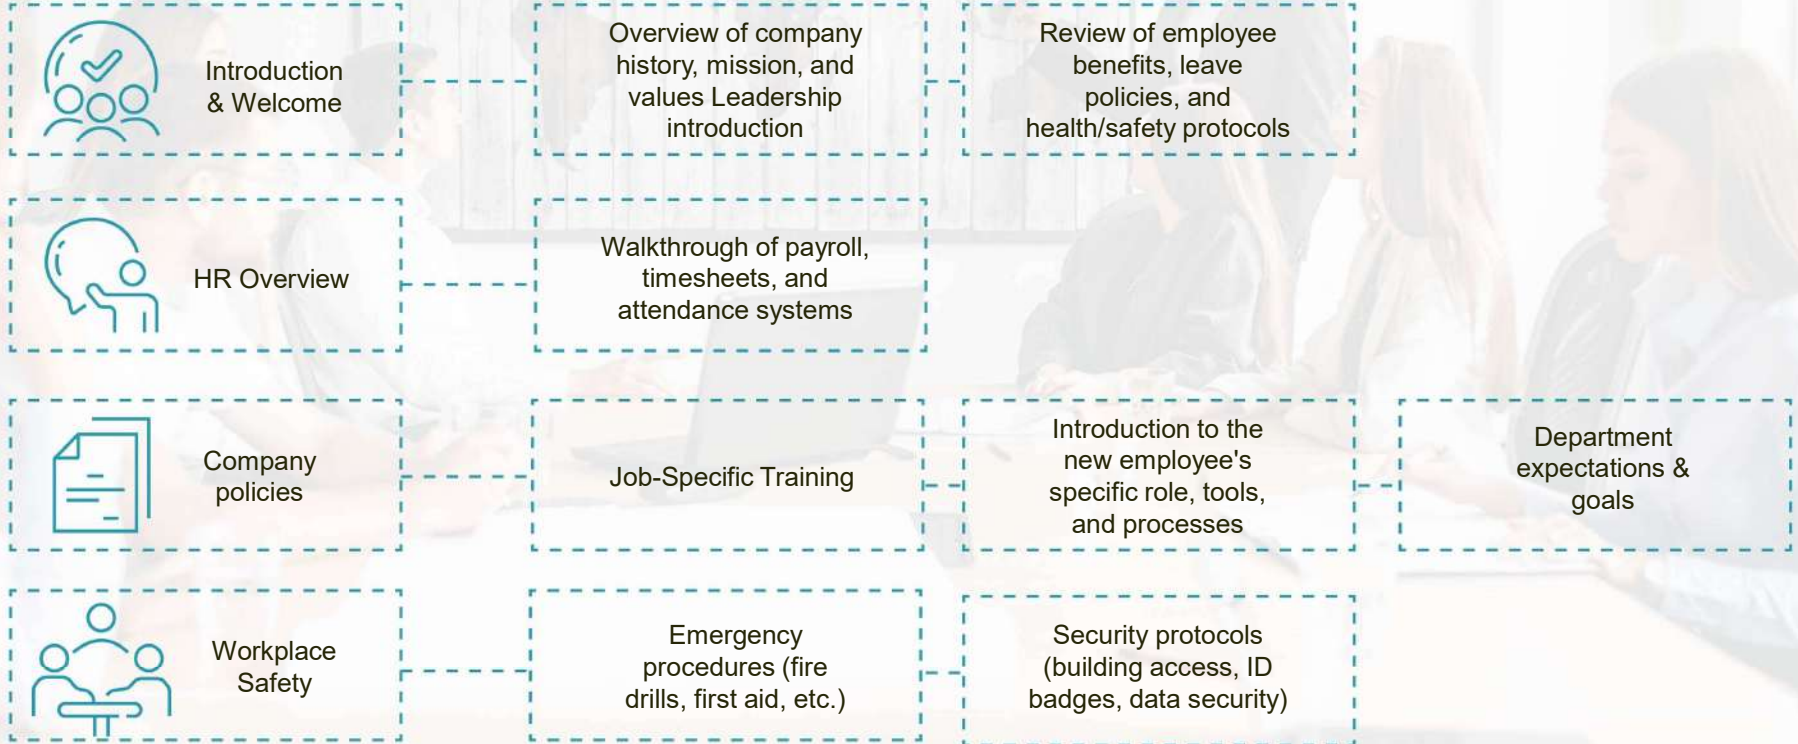 Introduction
& Welcome
Overview of company
history, mission, and
values Leadership
introduction
Review of employee
benefits, leave
policies, and
health/safety protocols
HR Overview
Walkthrough of payroll,
timesheets, and
attendance systems
Company
policies
Job-Specific Training
Introduction to the
new employee's
specific role, tools,
and processes
Department
expectations &
goals
Workplace
Safety
Emergency
procedures (fire
drills, first aid, etc.)
Security protocols
(building access, ID
badges, data security)